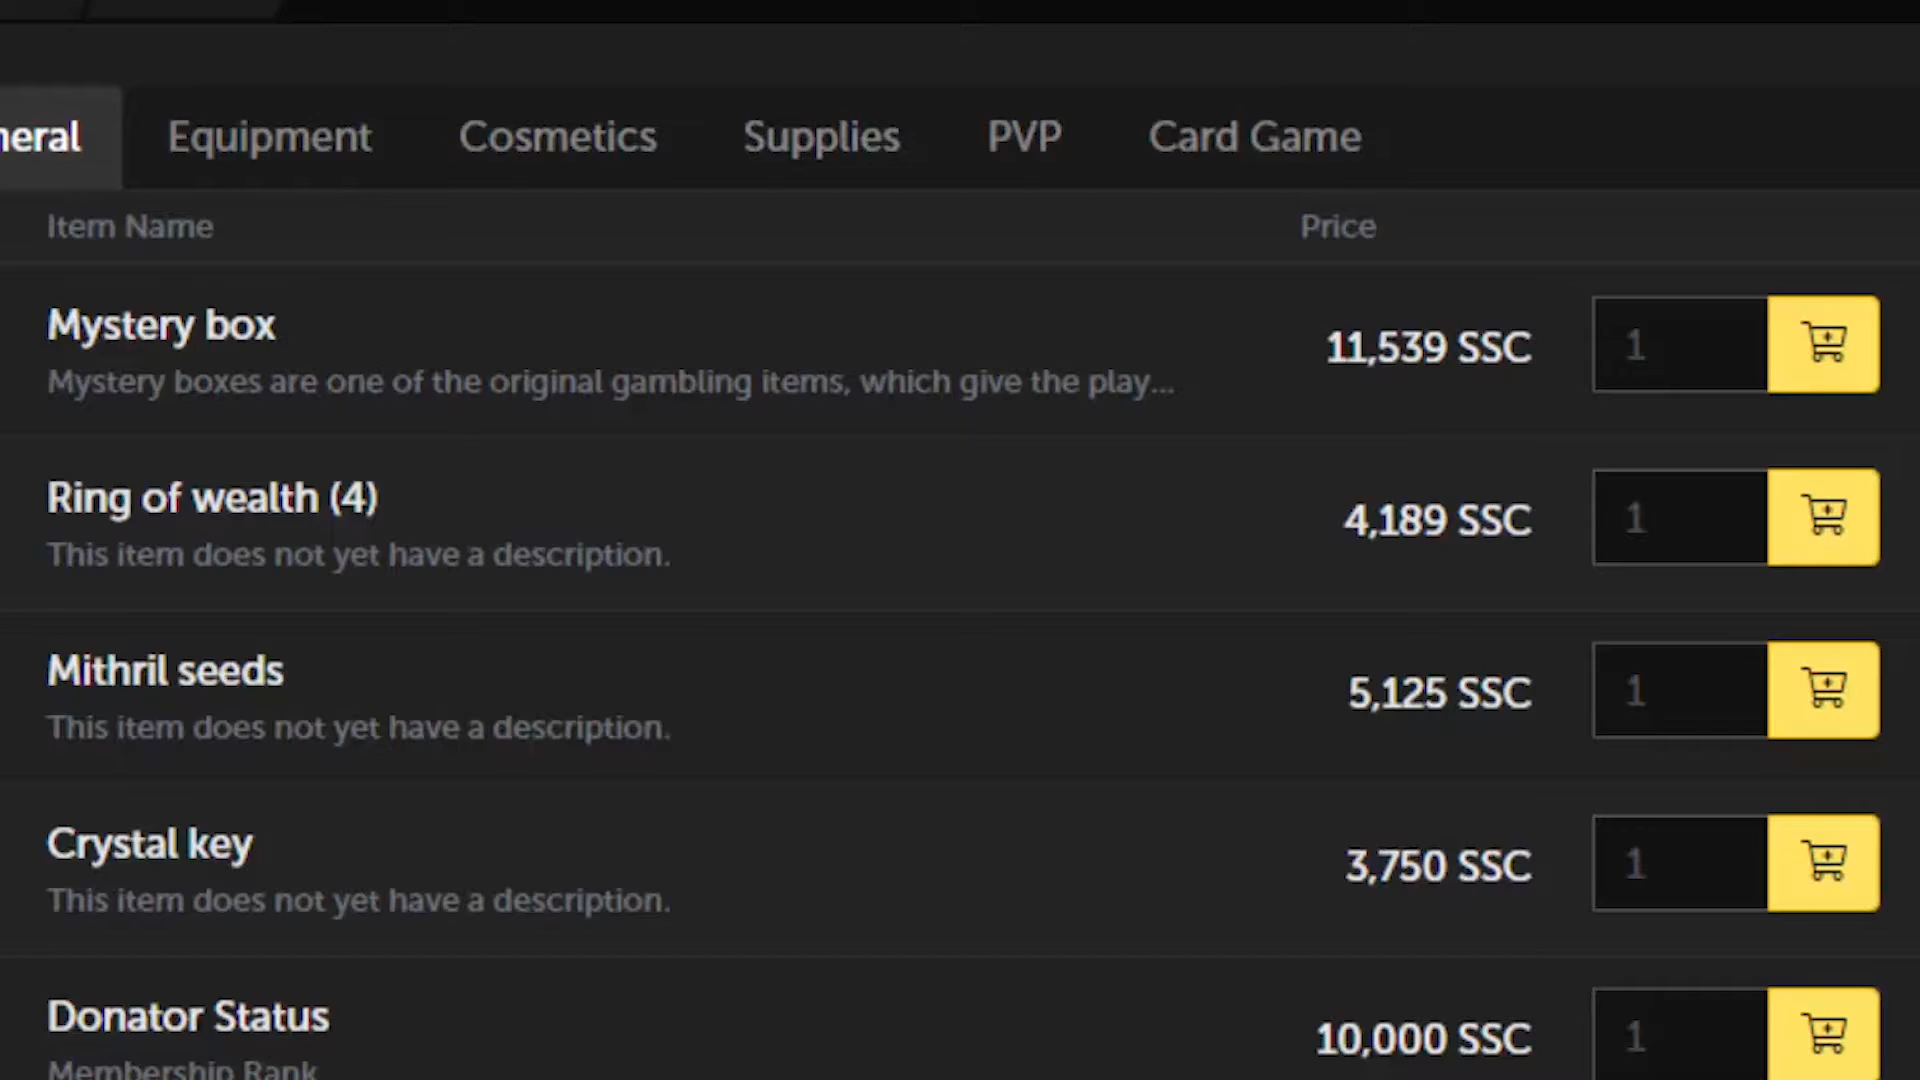 neral Equipment Cosmetics Supplies PVP Card Game
Item Name Price
Mystery box
Mystery boxes are one of the original gambling items, which give the play...
11,539 SSC 1
Ring of wealth (4)
This item does not yet have a description.
4,189 SSC 1
Mithril seeds
This item does not yet have a description.
5,125 SSC 1
Crystal key
This item does not yet have a description.
3,750 SSC 1
Donator Status
Membership Rank
10,000 SSC 1